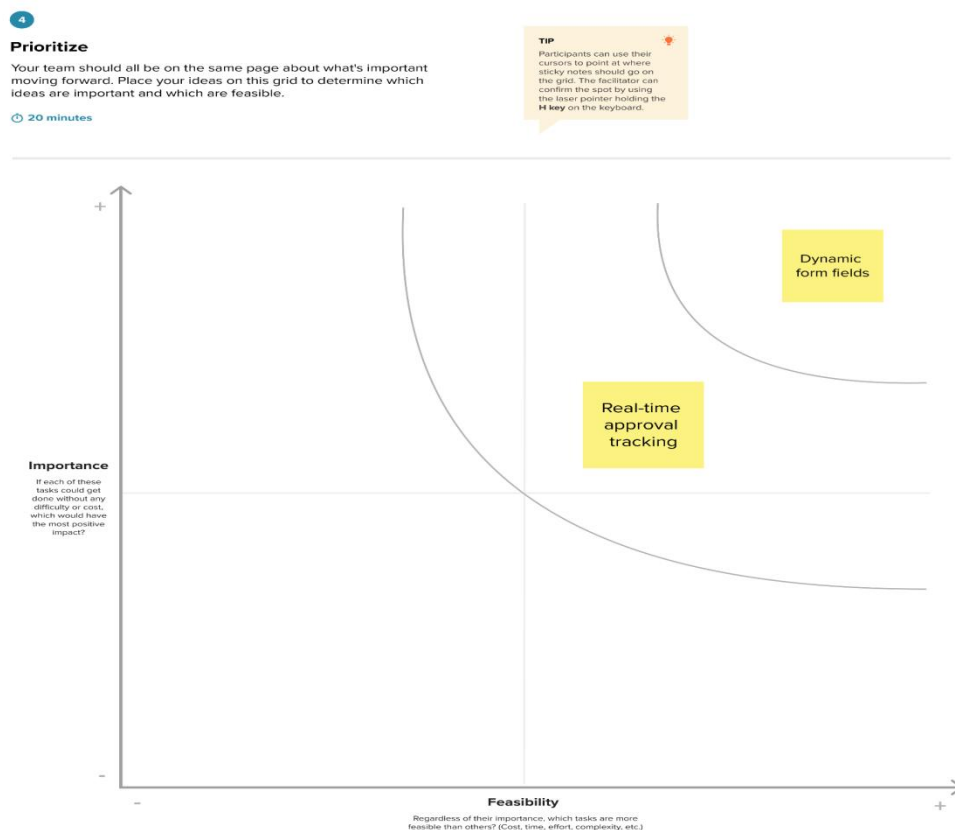 4
Prioritize
Your team should all be on the same page about what's important
moving forward. Place your ideas on this grid to determine which
ideas are important and which are feasible.
20 minutes
TIP
Participants can use their
cursors to point at where
sticky notes should go on
the grid. The facilitator can
confirm the spot by using
the laser pointer holding the
H key on the keyboard.
+
Dynamic
form fields
Real-time
approval
tracking
Importance
If each of these
tasks could get
done without any
difficulty or cost,
which would have
the most positive
impact?
-
-
Feasibility
+
Regardless of their importance, which tasks are more
feasible than others? (Cost, time, effort, complexity, etc.)